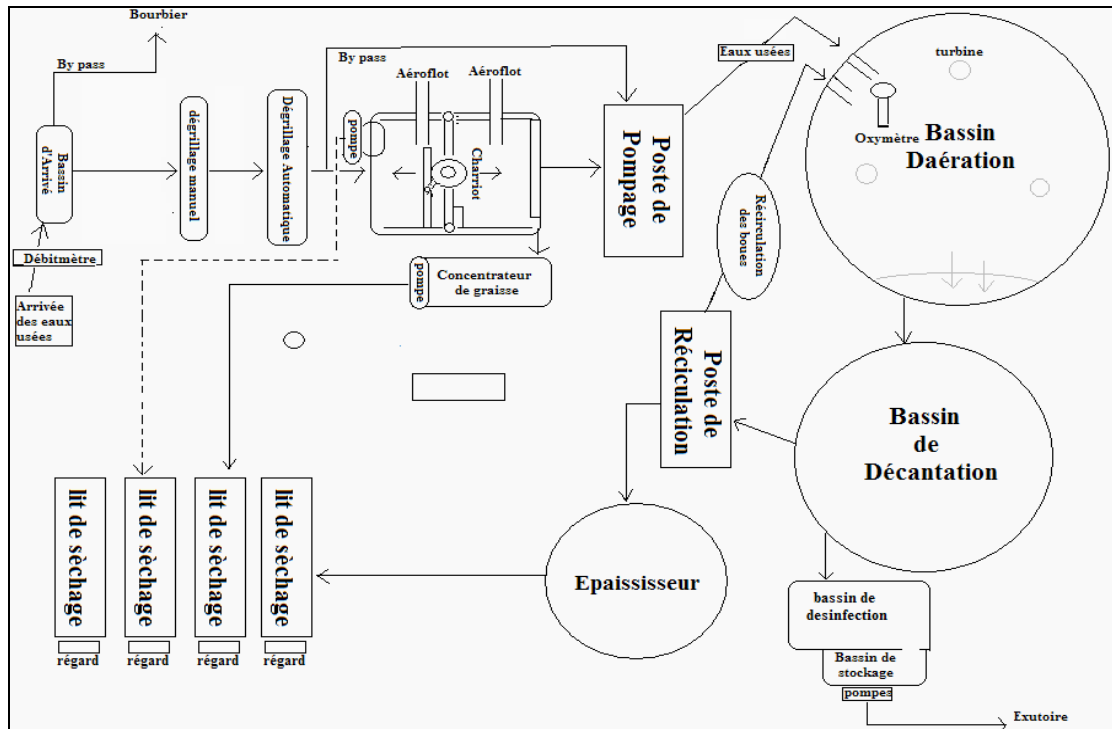 Bourbier
By pass
Bassin
d'Arrivé
_Débitmètre
Arrivée
des eaux
usées
dégrillage manuel
Dégrillage Automatique
By pass
pompe
Aéroflot
Aéroflot
Charriot
pompe
Concentrateur
de graisse
Poste de
Pompage
Eaux usées
Récirculation
des boues
turbine
Oxymètre
Bassin
Daération
Poste de
Réciculation
Bassin
de
Décantation
lit de sèchage
lit de sèchage
lit de sèchage
lit de sèchage
régard
régard
régard
régard
Epaississeur
bassin de
desinfection
Bassin de
stockage
pompes
Exutoire